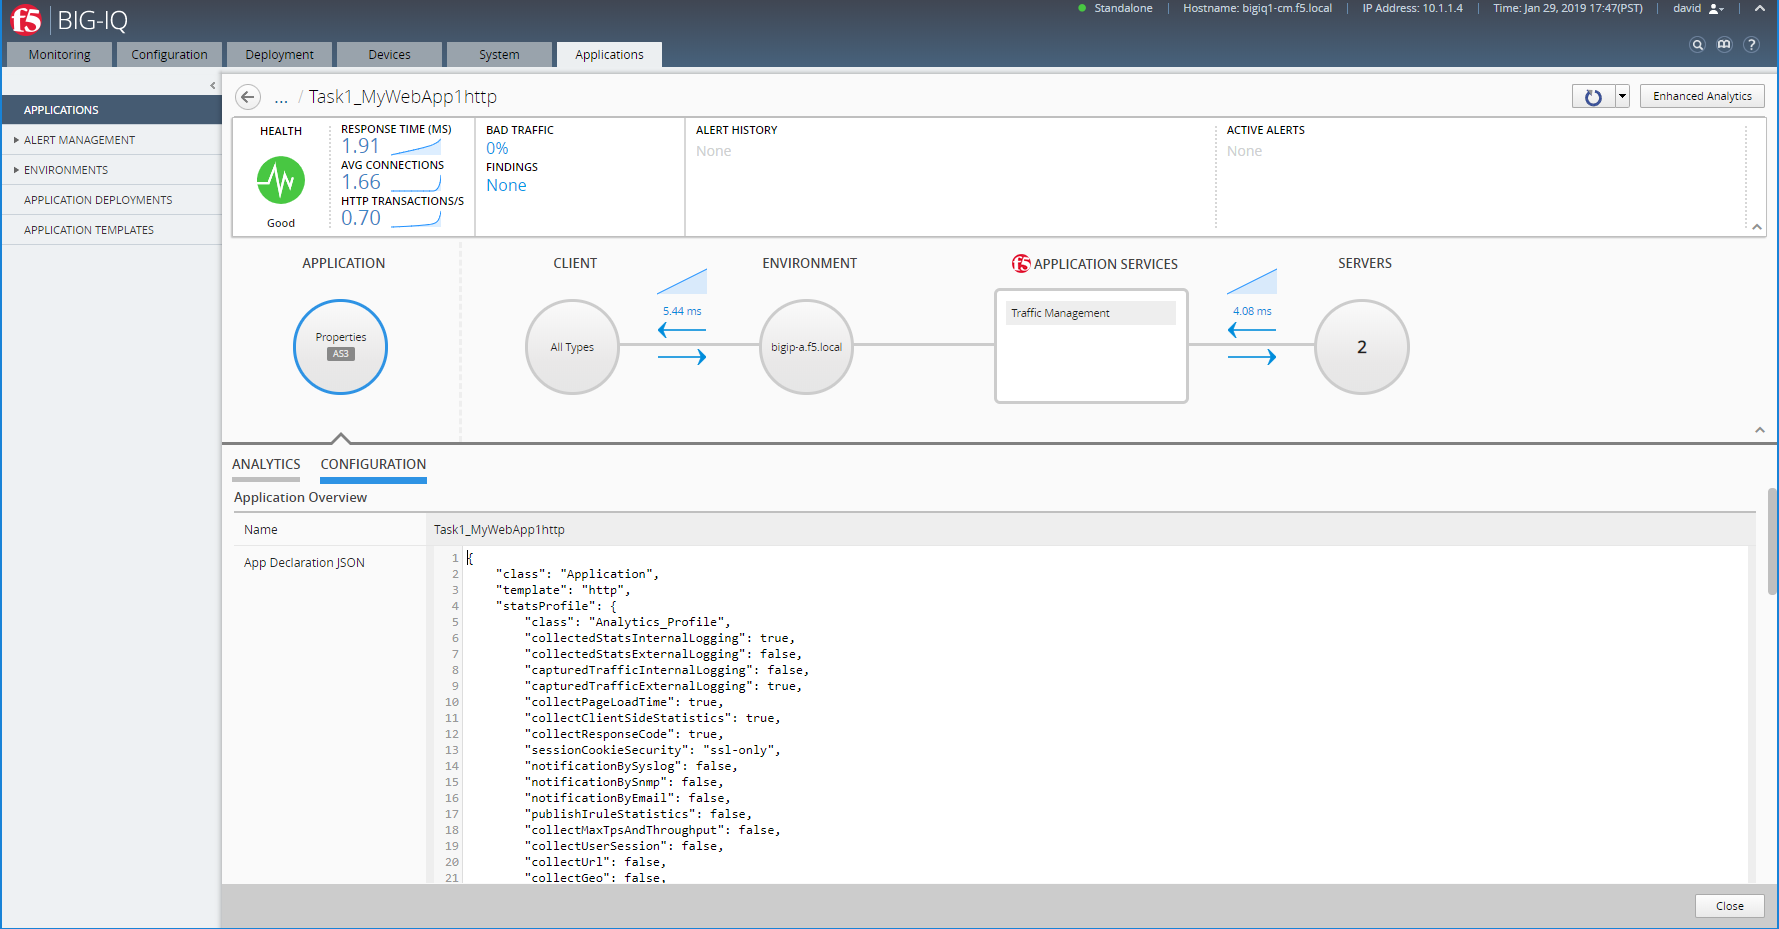 f5 BIG-IQ
Standalone Hostname: bigiq1-cm.f5.local IP Address: 10.1.1.4 Time: Jan 29, 2019 17:47(PST) david
Monitoring Configuration Deployment Devices System Applications
?
APPLICATIONS
ALERT MANAGEMENT
ENVIRONMENTS
APPLICATION DEPLOYMENTS
APPLICATION TEMPLATES
... / Task1_MyWebApp1http
Enhanced Analytics
HEALTH
Good
RESPONSE TIME (MS)
1.91
AVG CONNECTIONS
1.66
HTTP TRANSACTIONS/S
0.70
BAD TRAFFIC
0%
FINDINGS
None
ALERT HISTORY
None
ACTIVE ALERTS
None
APPLICATION
Properties
AS3
CLIENT
All Types
5.44 ms
ENVIRONMENT
bigip-a.f5.local
f5 APPLICATION SERVICES
Traffic Management
4.08 ms
SERVERS
2
ANALYTICS CONFIGURATION
Application Overview
Name Task1_MyWebApp1http
App Declaration JSON
1 {
2 "class": "Application",
3 "template": "http",
4 "statsProfile": {
5 "class": "Analytics_Profile",
6 "collectedStatsInternalLogging": true,
7 "collectedStatsExternalLogging": false,
8 "capturedTrafficInternalLogging": false,
9 "capturedTrafficExternalLogging": true,
10 "collectPageLoadTime": true,
11 "collectClientSideStatistics": true,
12 "collectResponseCode": true,
13 "sessionCookieSecurity": "ssl-only",
14 "notificationBySyslog": false,
15 "notificationBySnmp": false,
16 "notificationByEmail": false,
17 "publishIruleStatistics": false,
18 "collectMaxTpsAndThroughput": false,
19 "collectUserSession": false,
20 "collectUrl": false,
21 "collectGeo": false,
Close